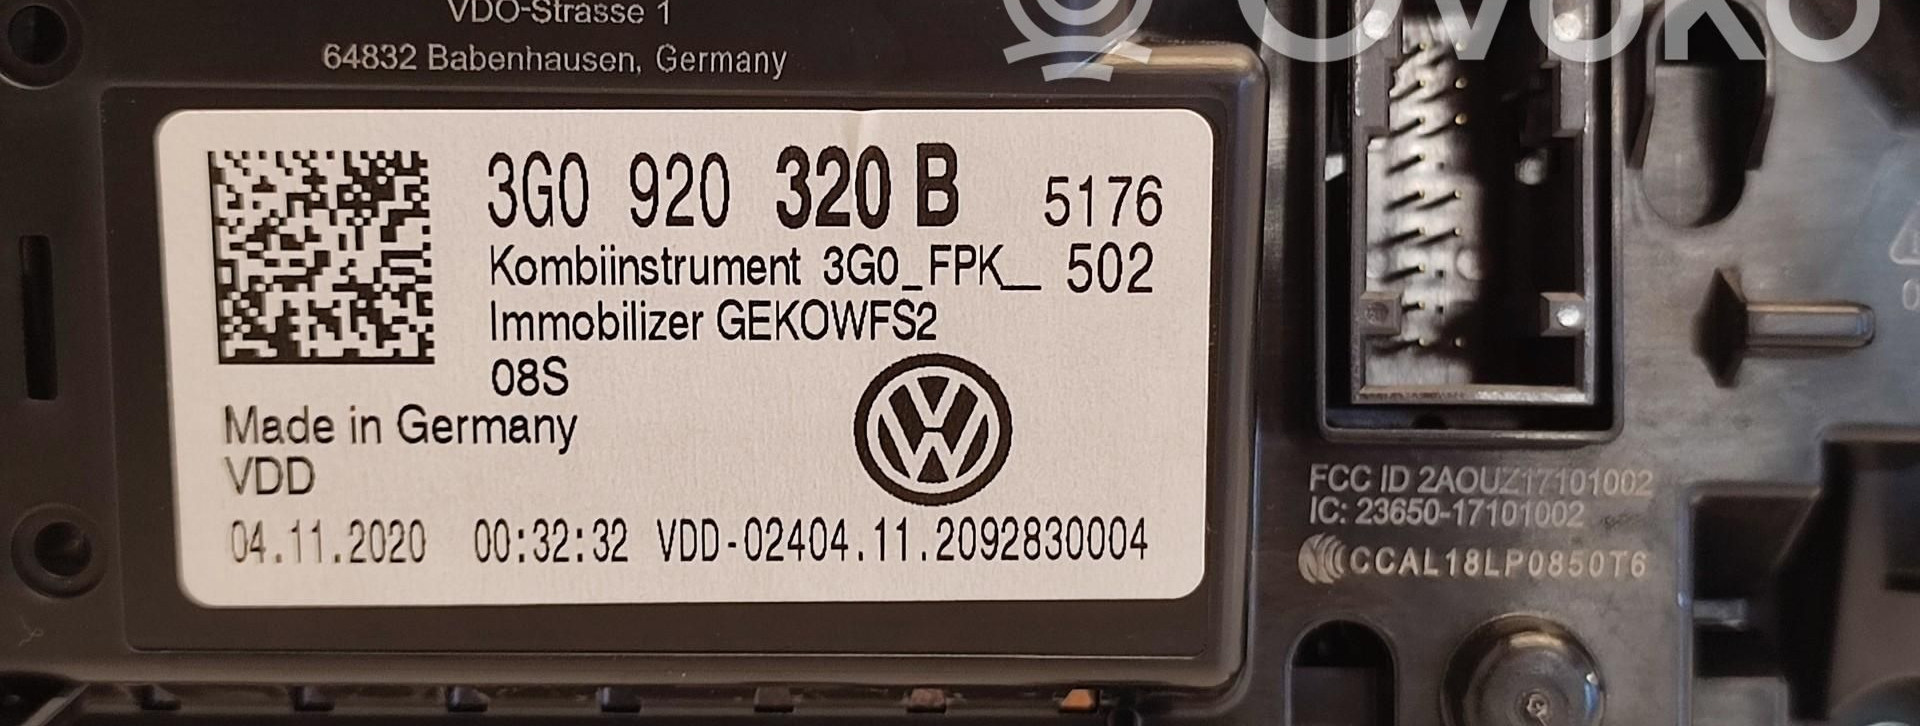 VDO-Strasse 1
64832 Babenhausen, Germany
Ovoko
3G0 920 320 B 5176
Kombiinstrument 3G0_FPK_ 502
Immobilizer GEKOWFS2
08S
Made in Germany
VDD
04.11.2020 00:32:32 VDD-02404.11.2092830004
FCC ID 2AOUZ17101002
IC: 23650-17101002
CCAL18LP0850T6